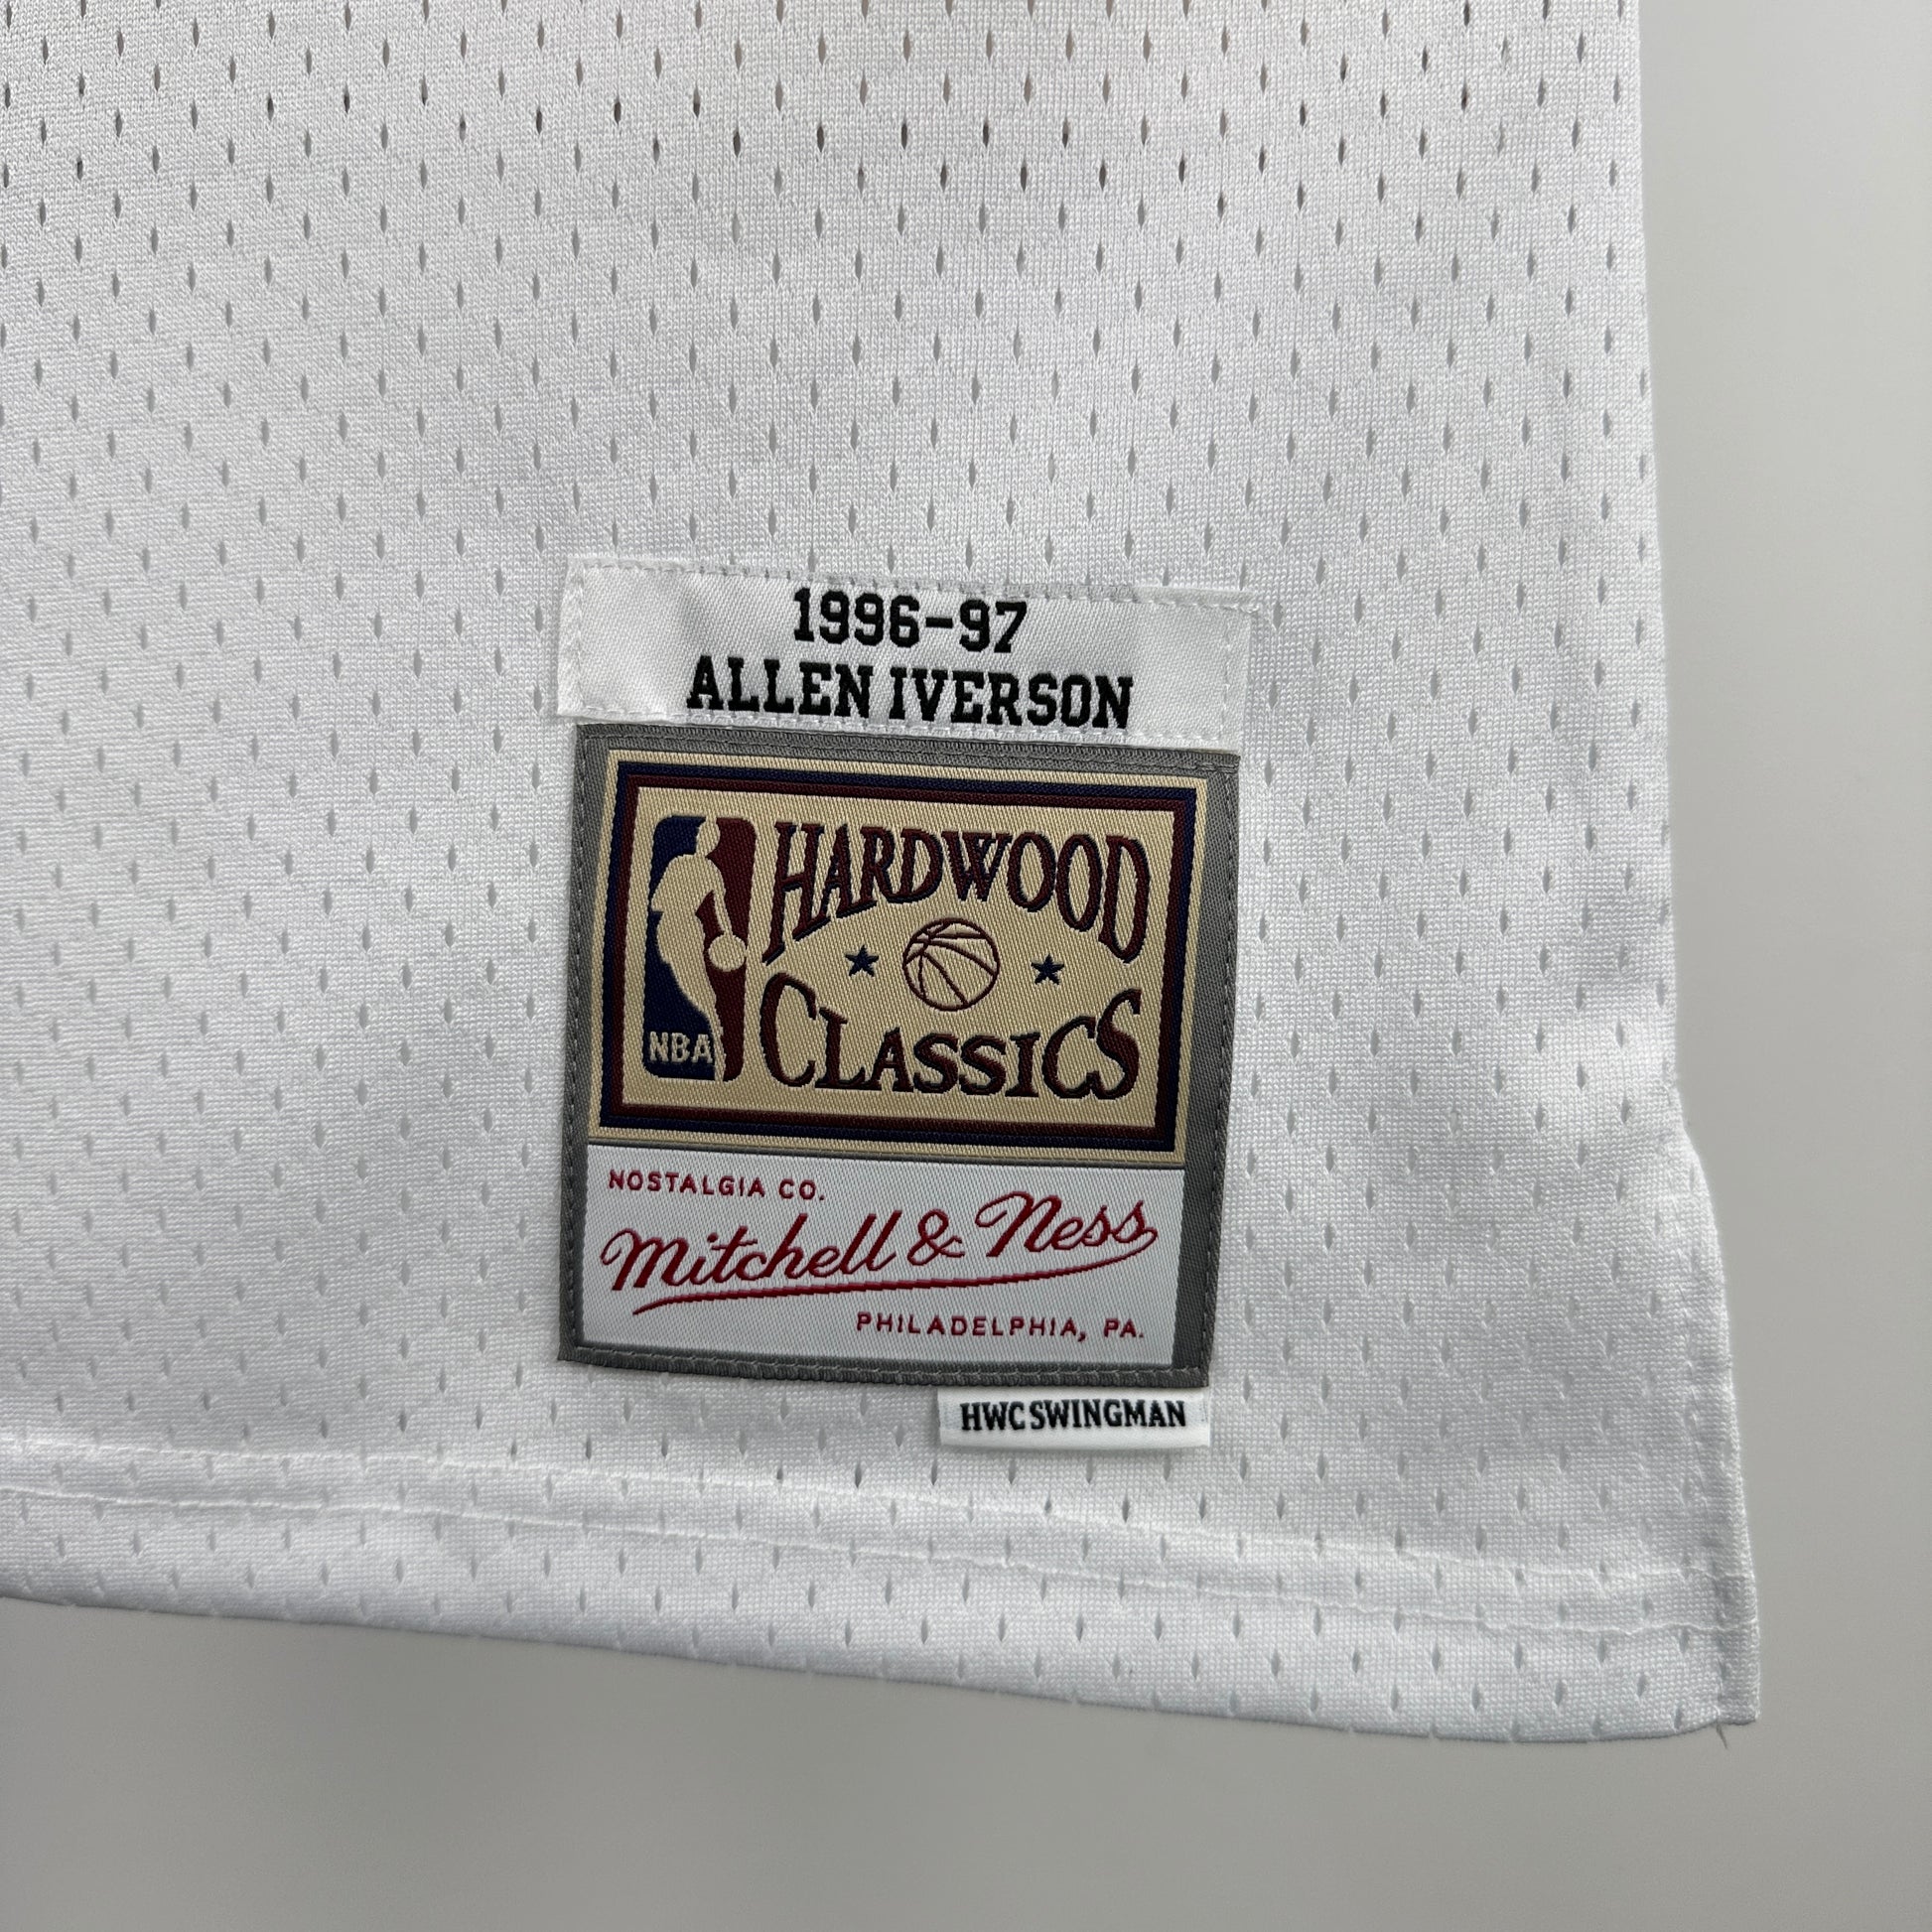 1996-97
ALLEN IVERSON
HARDWOOD
CLASSICS
NBA
NOSTALGIA CO.
Mitchell & Ness
PHILADELPHIA, PA.
HWC SWINGMAN